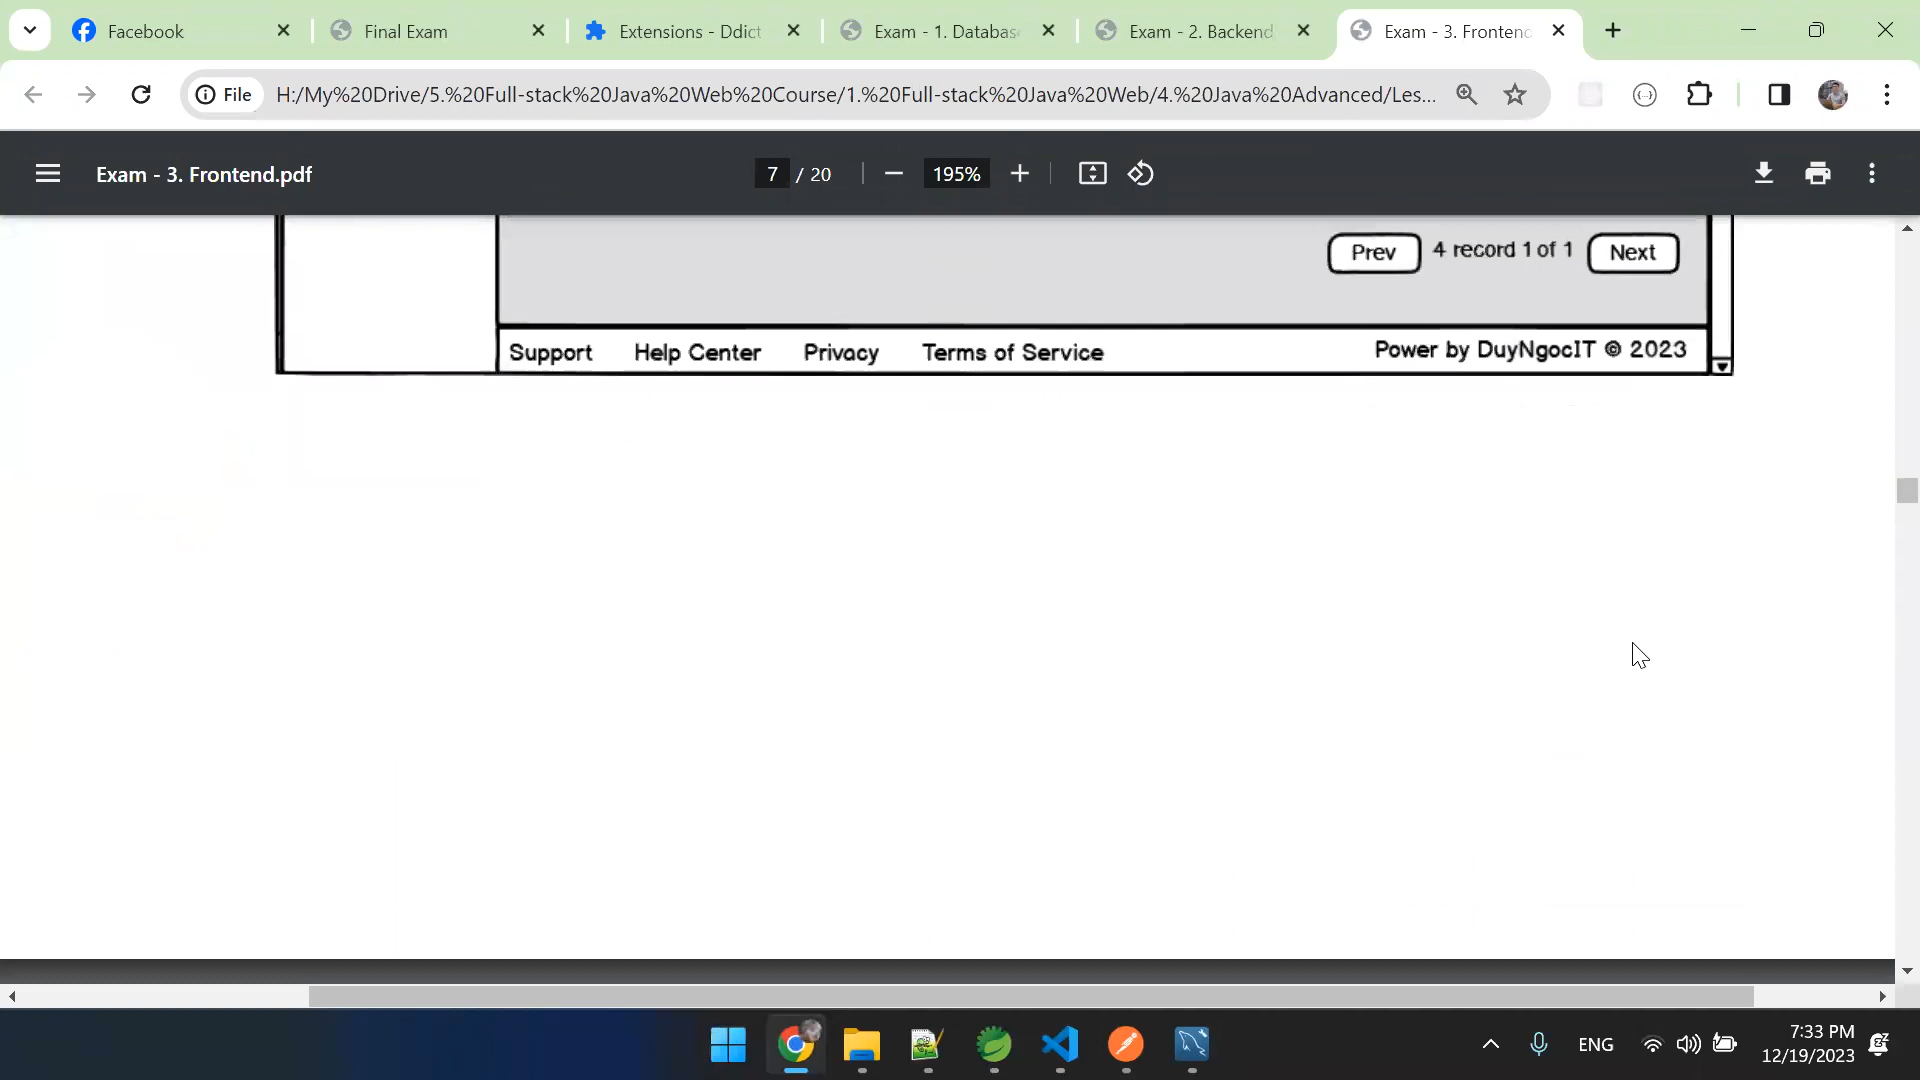 Facebook
Final Exam
Extensions - Ddict
Exam - 1. Databas
Exam - 2. Backend
Exam - 3. Frontend
File
H:/My%20Drive/5.%20Full-stack%20Java%20Web%20Course/1.%20Full-stack%20Java%20Web/4.%20Java%20Advanced/Les...
Exam - 3. Frontend.pdf
7 / 20
195%
Prev
4 record 1 of 1
Next
Support
Help Center
Privacy
Terms of Service
Power by DuyNgocIT © 2023
ENG
7:33 PM
12/19/2023